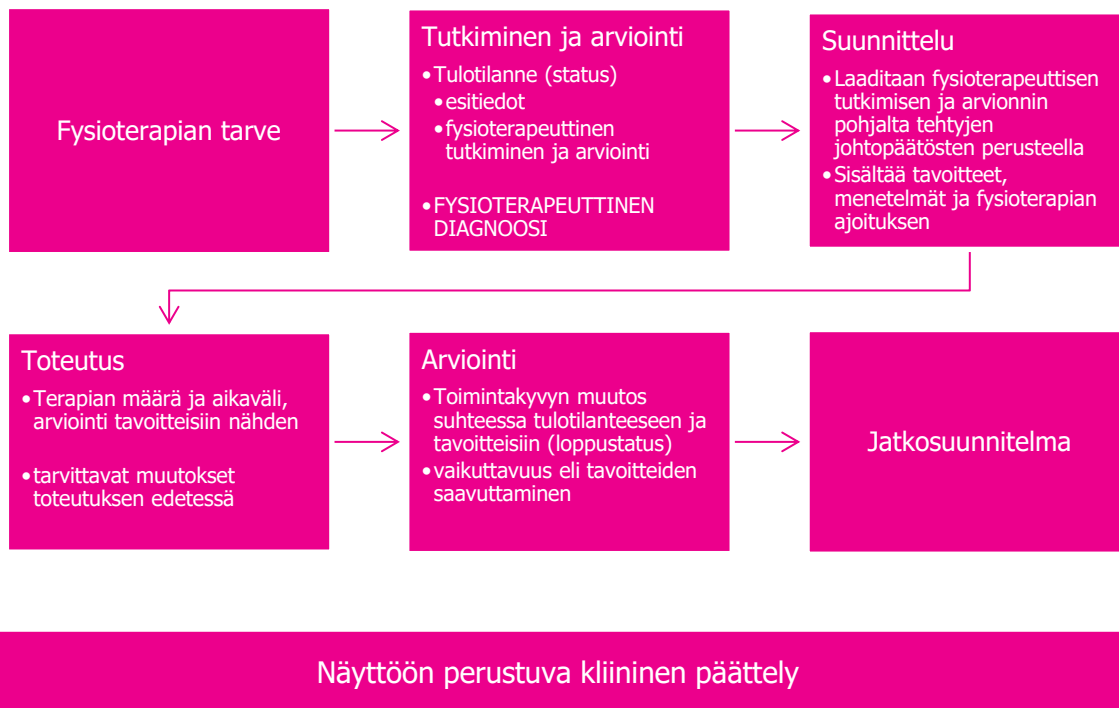 Fysioterapian tarve
Tutkiminen ja arviointi
•Tulotilanne (status)
•esitiedot
•fysioterapeuttinen
tutkiminen ja arviointi
•FYSIOTERAPEUTTINEN
DIAGNOOSI
Suunnittelu
•Laaditaan fysioterapeuttisen
tutkimisen ja arvionnin
pohjalta tehtyjen
johtopäätösten perusteella
•Sisältää tavoitteet,
menetelmät ja fysioterapian
ajoituksen
Toteutus
•Terapian määrä ja aikaväli,
arviointi tavoitteisiin nähden
•tarvittavat muutokset
toteutuksen edetessä
Arviointi
•Toimintakyvyn muutos
suhteessa tulotilanteeseen ja
tavoitteisiin (loppustatus)
•vaikuttavuus eli tavoitteiden
saavuttaminen
Jatkosuunnitelma
Näyttöön perustuva kliininen päättely